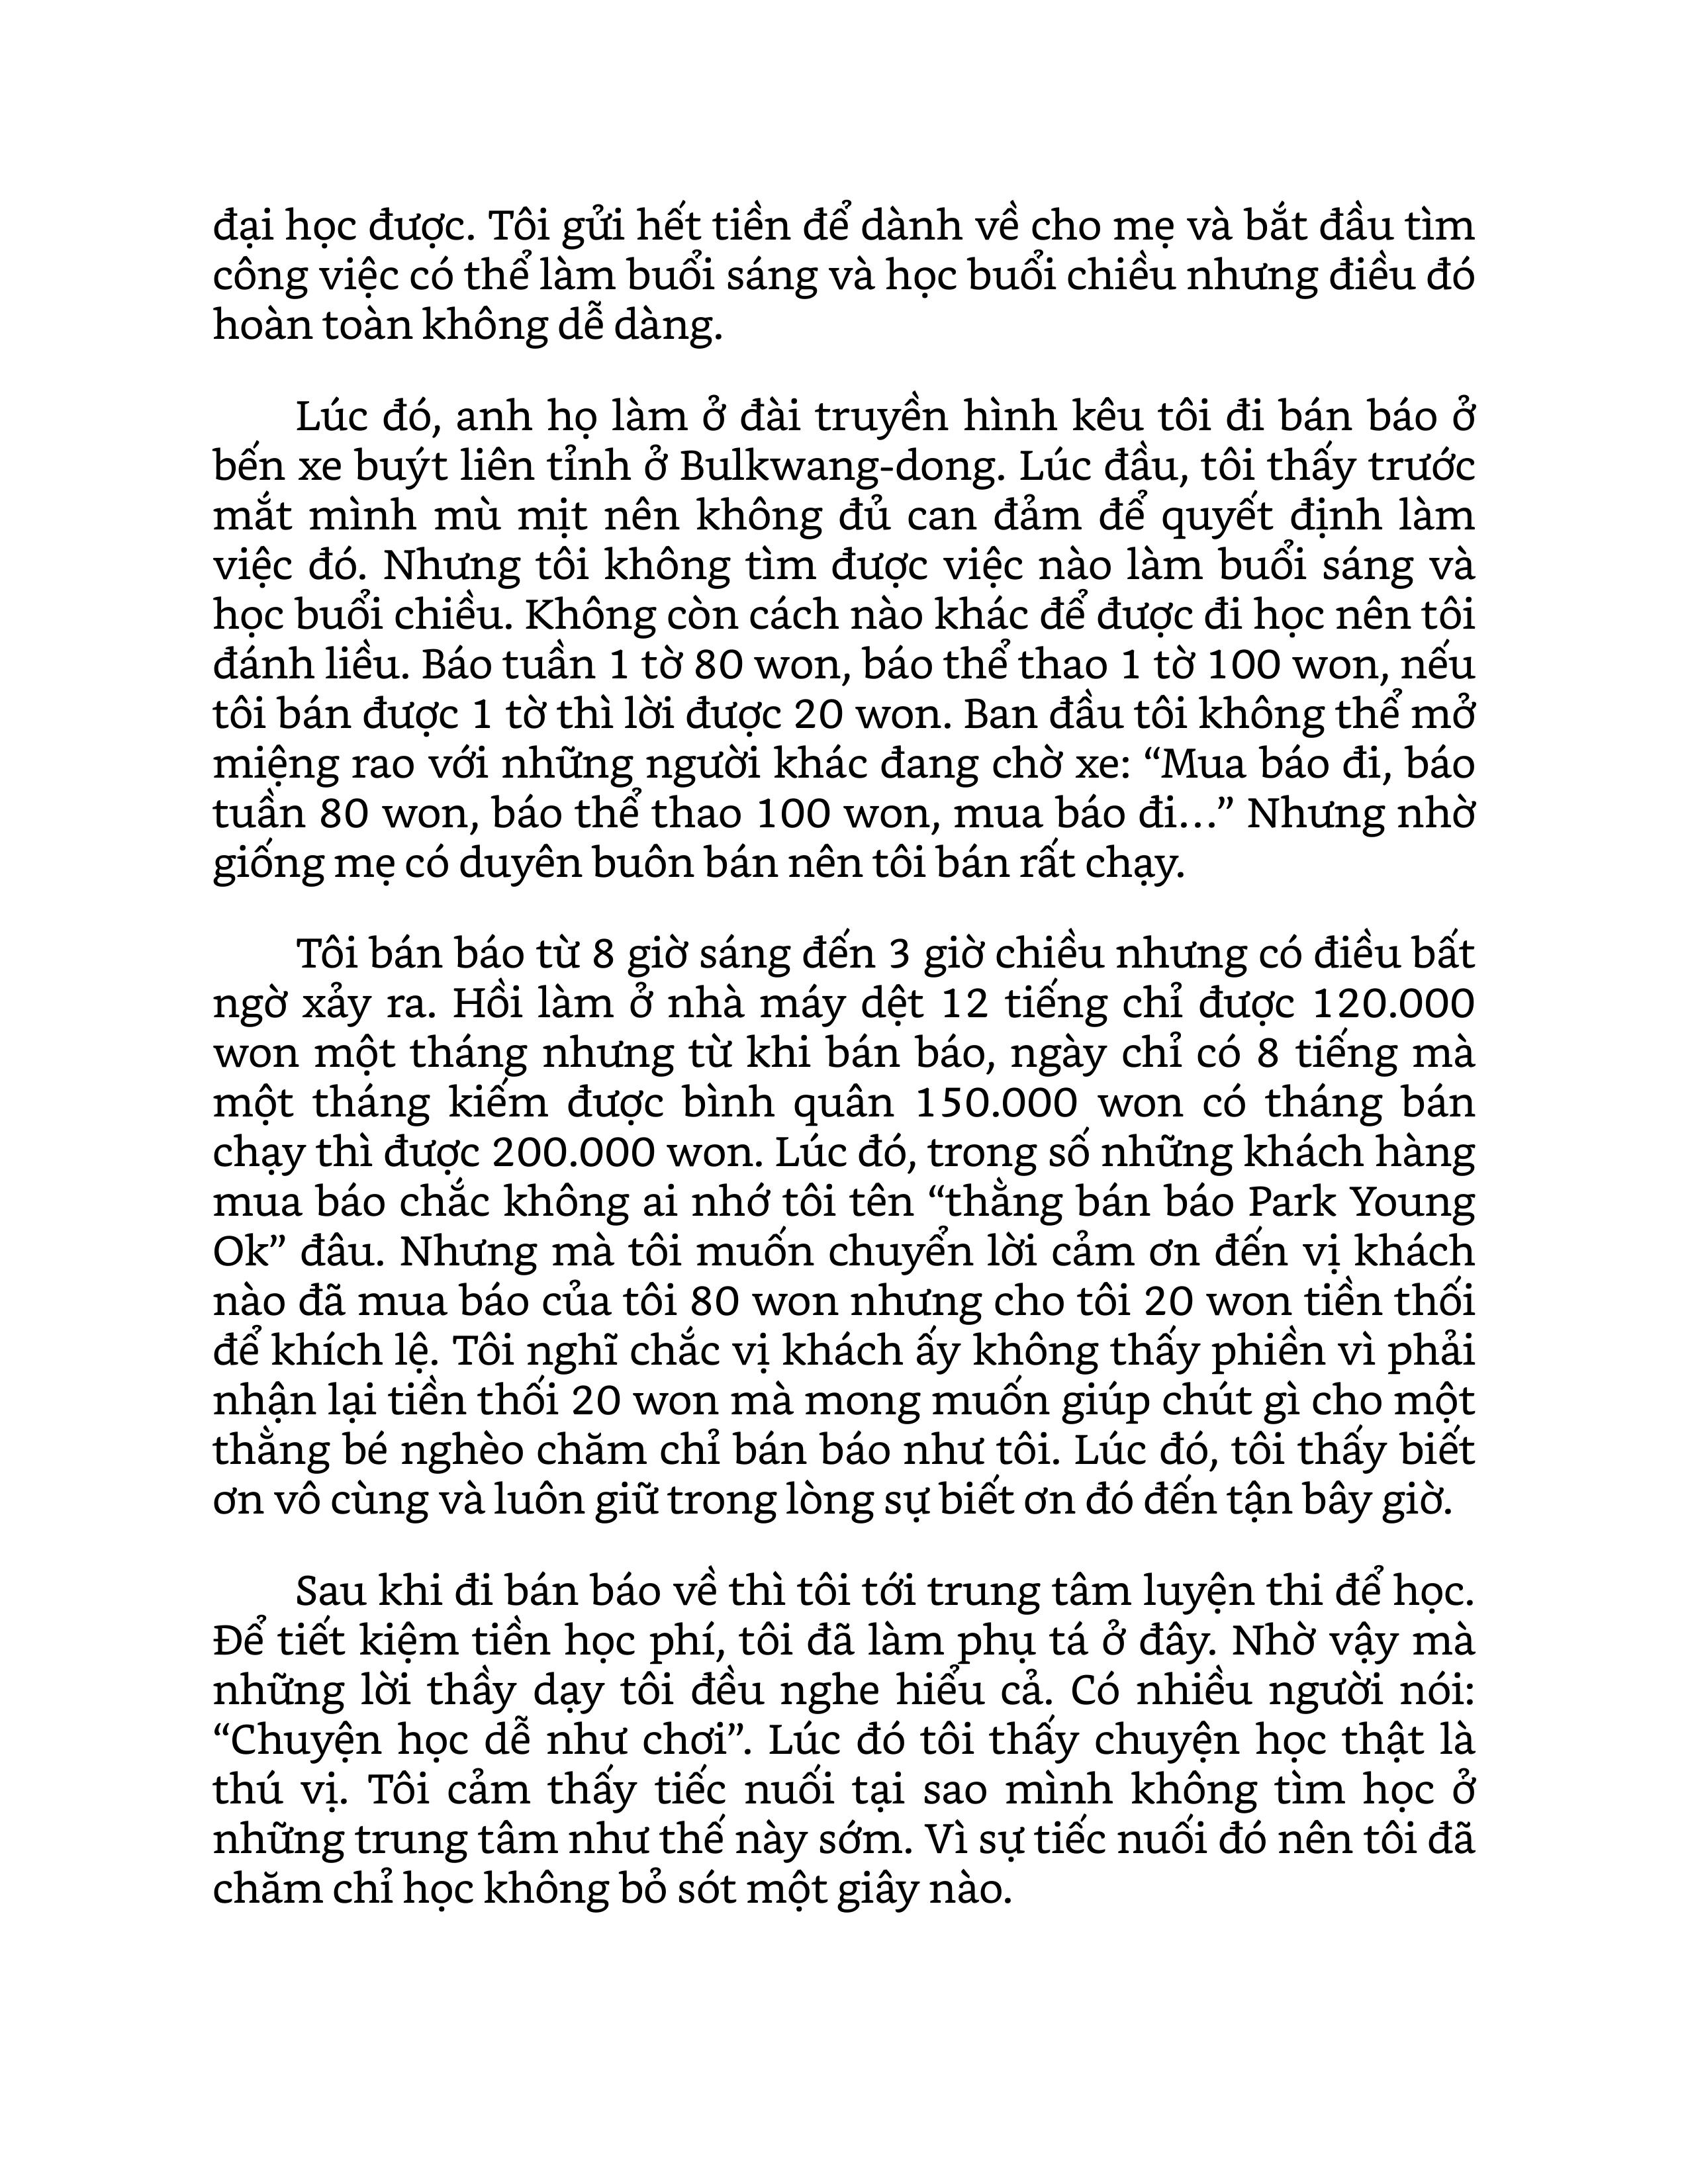 đại học được. Tôi gửi hết tiền để dành về cho mẹ và bắt đầu tìm
công việc có thể làm buổi sáng và học buổi chiều nhưng điều đó
hoàn toàn không dễ dàng.
Lúc đó, anh họ làm ở đài truyền hình kêu tôi đi bán báo ở
bến xe buýt liên tỉnh ở Bulkwang-dong. Lúc đầu, tôi thấy trước
mắt mình mù mịt nên không đủ can đảm để quyết định làm
việc đó. Nhưng tôi không tìm được việc nào làm buổi sáng và
học buổi chiều. Không còn cách nào khác để được đi học nên tôi
đánh liều. Báo tuần 1 tờ 80 won, báo thể thao 1 tờ 100 won, nếu
tôi bán được 1 tờ thì lời được 20 won. Ban đầu tôi không thể mở
miệng rao với những người khác đang chờ xe: “Mua báo đi, báo
tuần 80 won, báo thể thao 100 won, mua báo đi…” Nhưng nhờ
giống mẹ có duyên buôn bán nên tôi bán rất chạy.
Tôi bán báo từ 8 giờ sáng đến 3 giờ chiều nhưng có điều bất
ngờ xảy ra. Hồi làm ở nhà máy dệt 12 tiếng chỉ được 120.000
won một tháng nhưng từ khi bán báo, ngày chỉ có 8 tiếng mà
một tháng kiếm được bình quân 150.000 won có tháng bán
chạy thì được 200.000 won. Lúc đó, trong số những khách hàng
mua báo chắc không ai nhớ tôi tên “thằng bán báo Park Young
Ok” đâu. Nhưng mà tôi muốn chuyển lời cảm ơn đến vị khách
nào đã mua báo của tôi 80 won nhưng cho tôi 20 won tiền thối
để khích lệ. Tôi nghĩ chắc vị khách ấy không thấy phiền vì phải
nhận lại tiền thối 20 won mà mong muốn giúp chút gì cho một
thằng bé nghèo chăm chỉ bán báo như tôi. Lúc đó, tôi thấy biết
ơn vô cùng và luôn giữ trong lòng sự biết ơn đó đến tận bây giờ.
Sau khi đi bán báo về thì tôi tới trung tâm luyện thi để học.
Để tiết kiệm tiền học phí, tôi đã làm phụ tá ở đây. Nhờ vậy mà
những lời thầy dạy tôi đều nghe hiểu cả. Có nhiều người nói:
“Chuyện học dễ như chơi”. Lúc đó tôi thấy chuyện học thật là
thú vị. Tôi cảm thấy tiếc nuối tại sao mình không tìm học ở
những trung tâm như thế này sớm. Vì sự tiếc nuối đó nên tôi đã
chăm chỉ học không bỏ sót một giây nào.